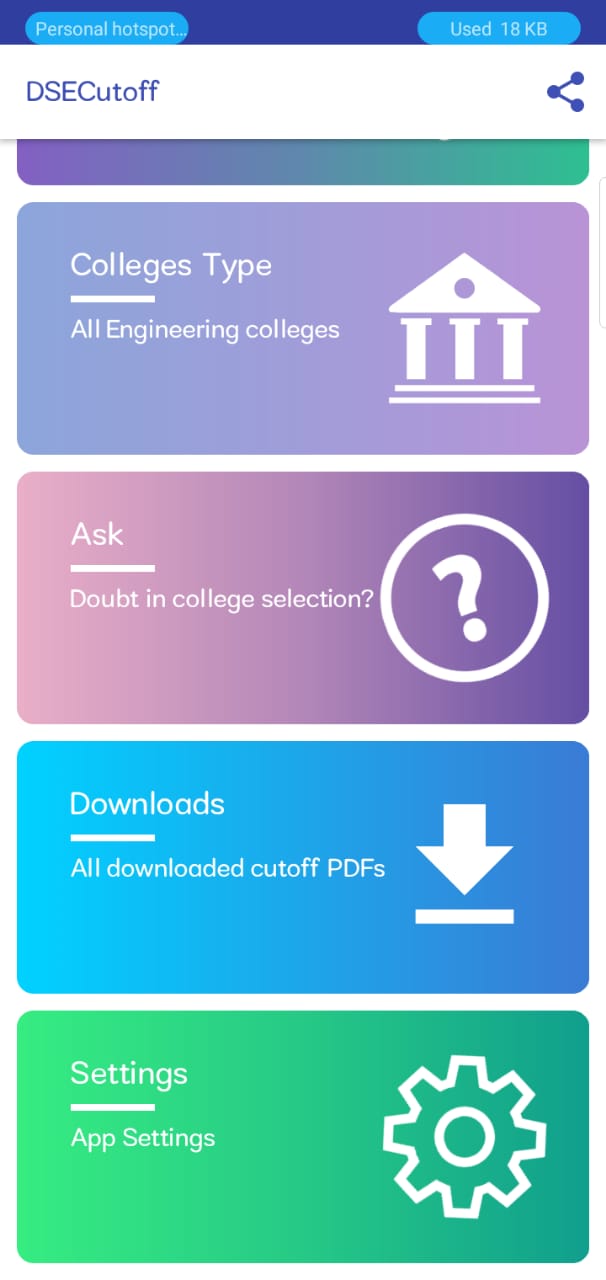 Personal hotspot...
Used 18 KB
DSECutoff
Colleges Type
All Engineering colleges
Ask
Doubt in college selection?
Downloads
All downloaded cutoff PDFs
Settings
App Settings